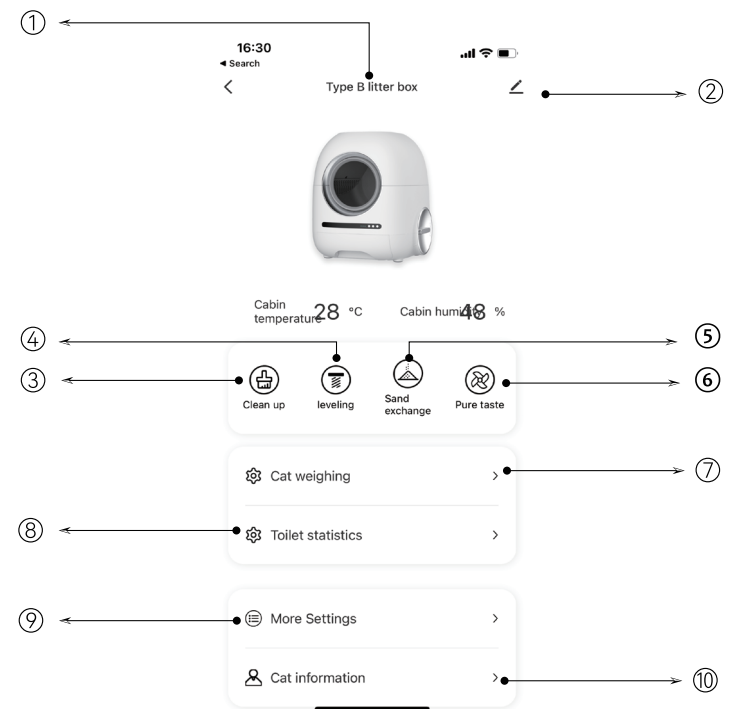 ①
16:30
◀ Search
Type B litter box
②
Cabin temperature 28 °C
Cabin humidity 48 %
④
⑤
③
⑥
Clean up
leveling
Sand
exchange
Pure taste
Cat weighing
⑦
⑧
Toilet statistics
⑨
More Settings
Cat information
⑩